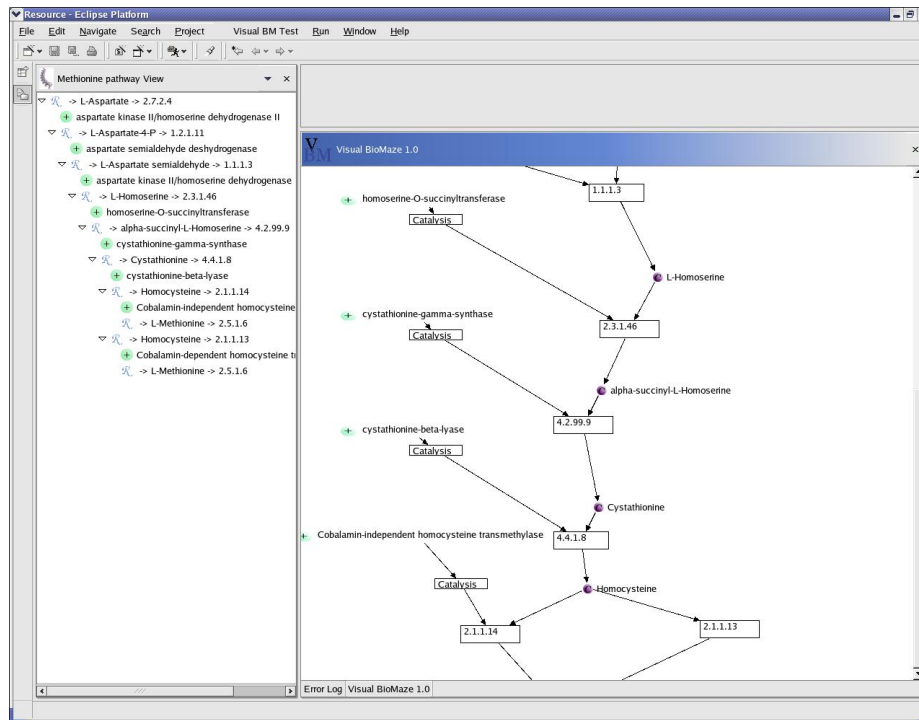 Resource - Eclipse Platform
File Edit Navigate Search Project Visual BM Test Run Window Help
Methionine pathway View
-> L-Aspartate -> 2.7.2.4
aspartate kinase II/homoserine dehydrogenase II
-> L-Aspartate-4-P -> 1.2.1.11
aspartate semialdehyde deshydrogenase
-> L-Aspartate semialdehyde -> 1.1.1.3
aspartate kinase II/homoserine dehydrogenase
-> L-Homoserine -> 2.3.1.46
homoserine-O-succinyltransferase
-> alpha-succinyl-L-Homoserine -> 4.2.99.9
cystathionine-gamma-synthase
-> Cystathionine -> 4.4.1.8
cystathionine-beta-lyase
-> Homocysteine -> 2.1.1.14
Cobalamin-independent homocysteine
-> L-Methionine -> 2.5.1.6
-> Homocysteine -> 2.1.1.13
Cobalamin-dependent homocysteine t
-> L-Methionine -> 2.5.1.6
V
BM
Visual BioMaze 1.0
1.1.1.3
homoserine-O-succinyltransferase
Catalysis
L-Homoserine
cystathionine-gamma-synthase
2.3.1.46
Catalysis
alpha-succinyl-L-Homoserine
4.2.99.9
cystathionine-beta-lyase
Catalysis
Cystathionine
Cobalamin-independent homocysteine transmethylase
4.4.1.8
Catalysis
Homocysteine
2.1.1.14
2.1.1.13
Error Log Visual BioMaze 1.0